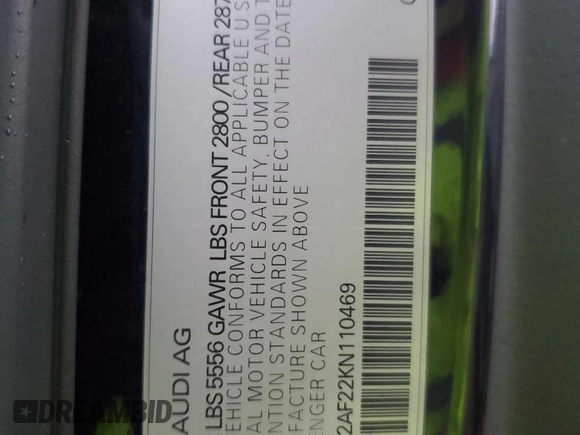 AUDI AG
LBS 5556 GAWR LBS FRONT 2800 /REAR 287
EHICLE CONFORMS TO ALL APPLICABLE U S
AL MOTOR VEHICLE SAFETY, BUMPER AND T
NTION STANDARDS IN EFFECT ON THE DATE
FACTURE SHOWN ABOVE
ENGER CAR
2AF22KN110469
DREAMBID